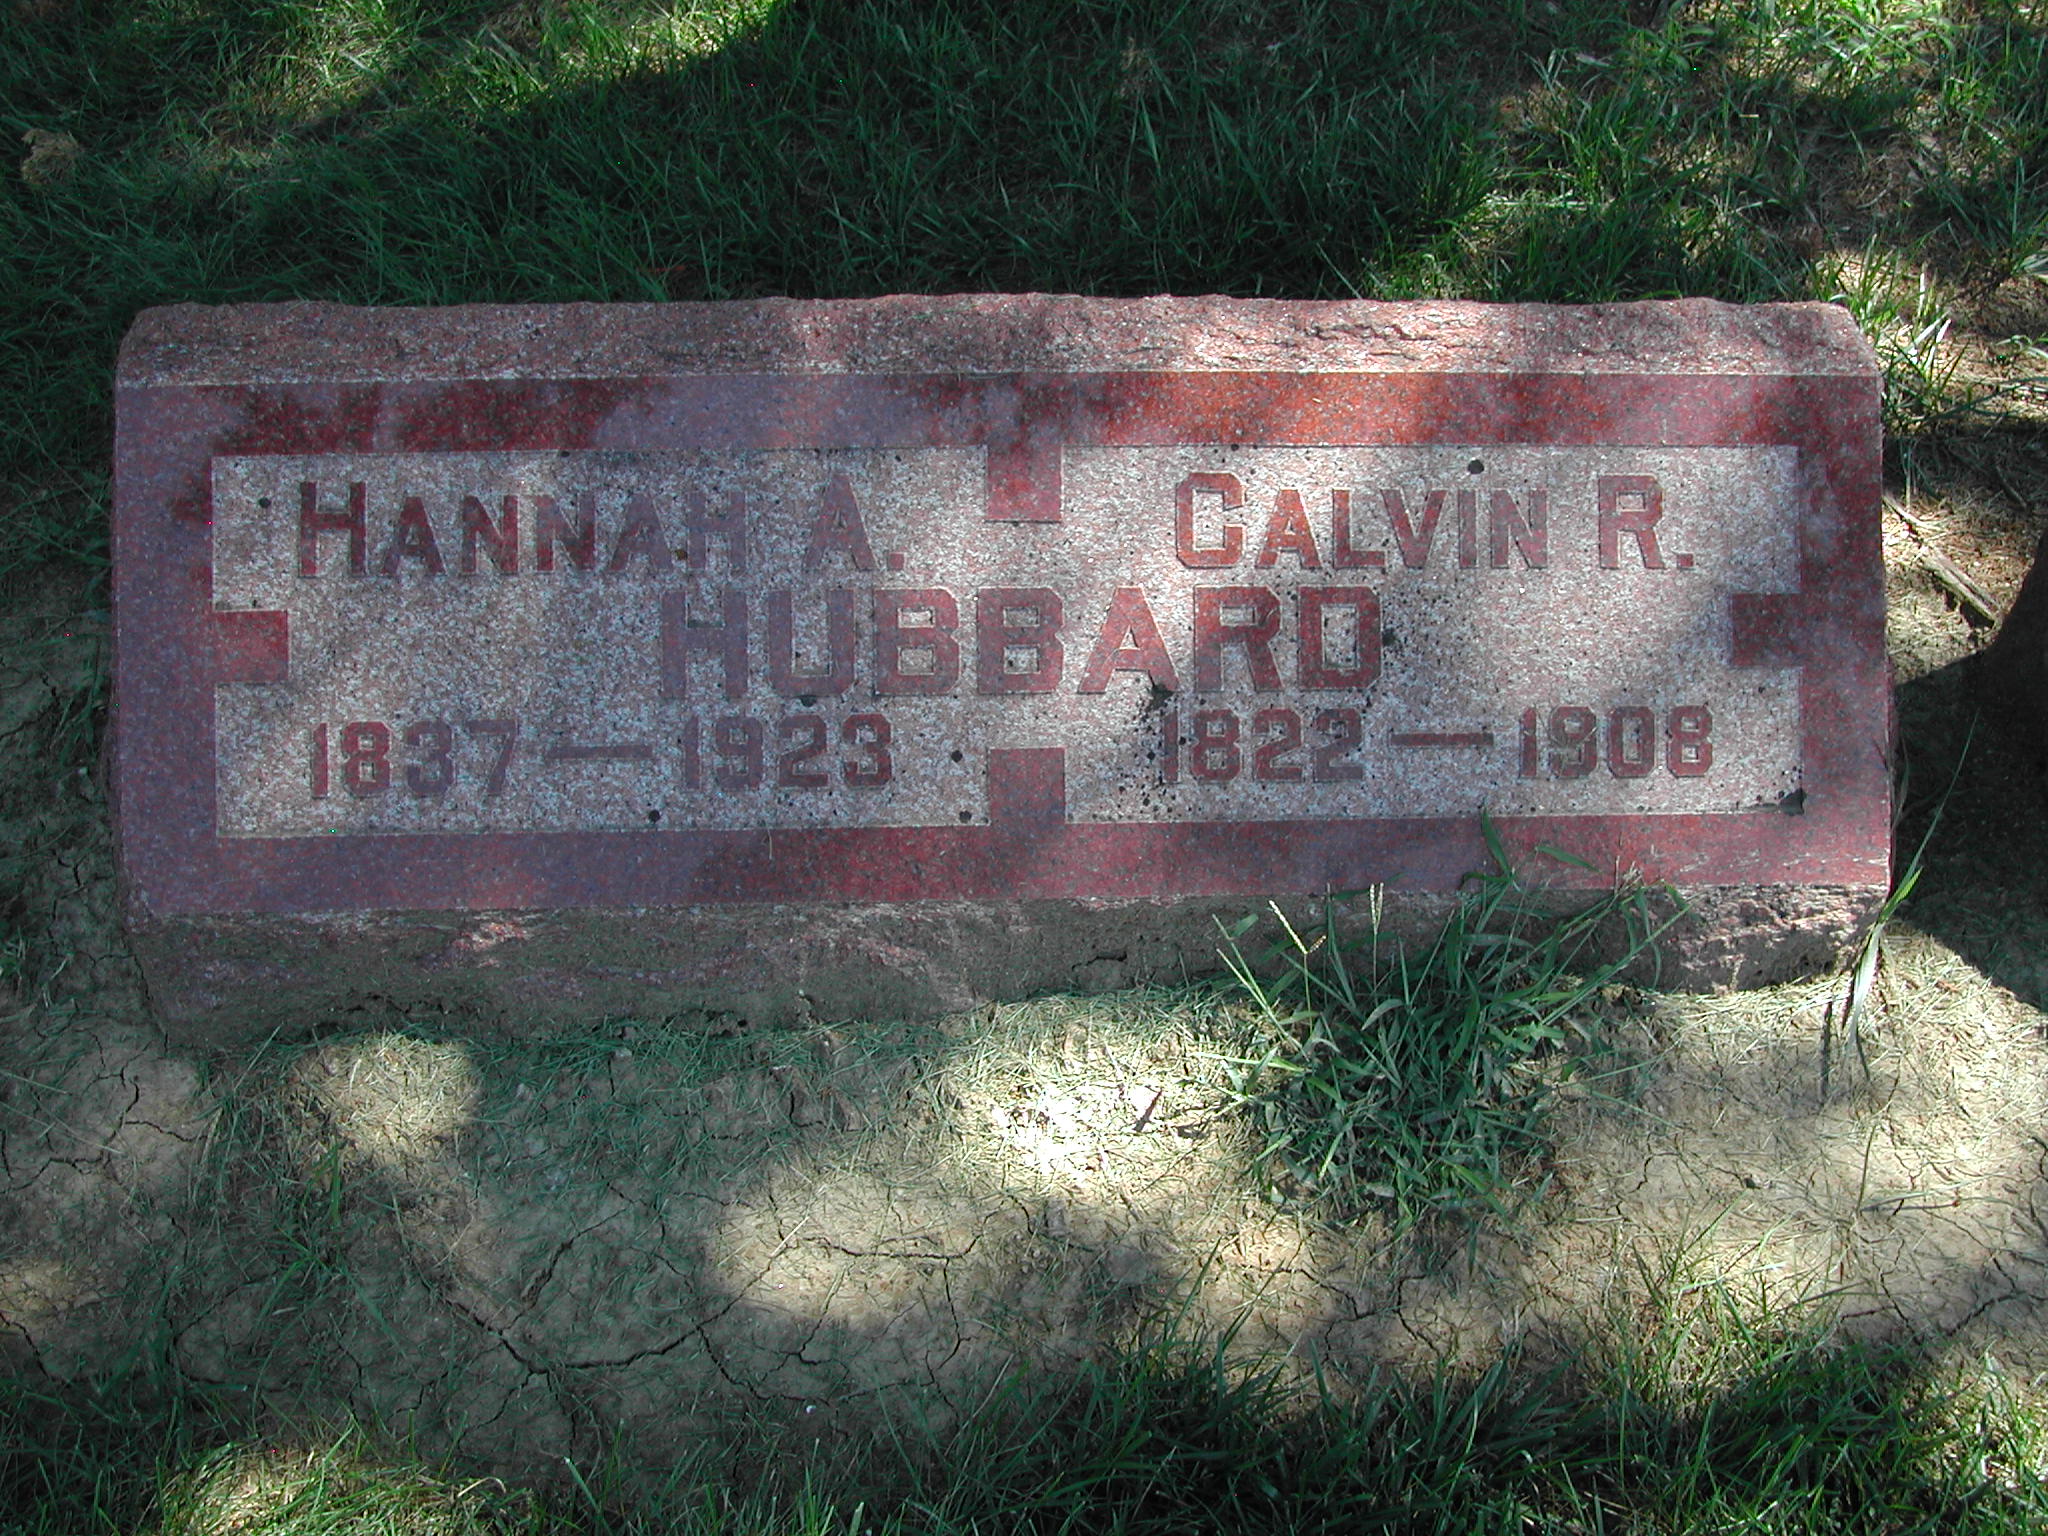 HANNAH A. CALVIN R.
HUBBARD
1837—1923 1822—1908